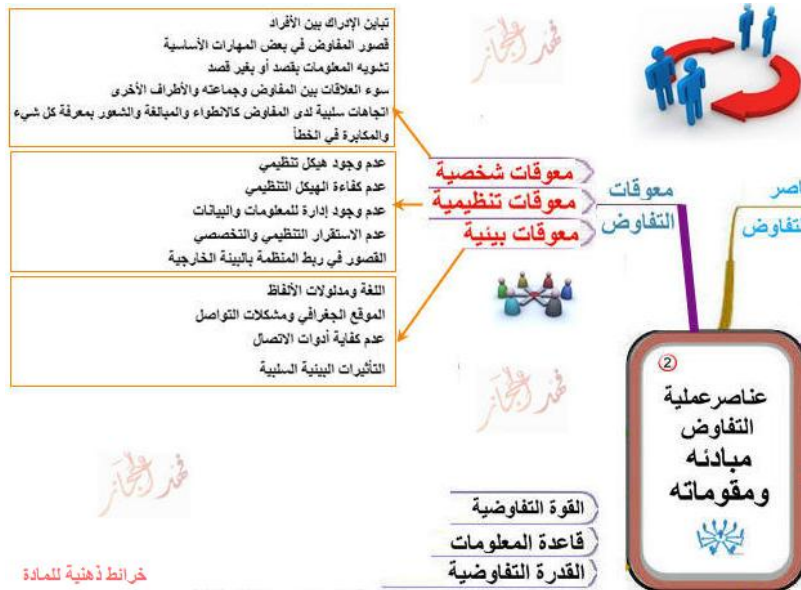 تباين الإدراك بين الأفراد
قصور المفاوض في بعض المهارات الأساسية
تشويه المعلومات بقصد أو بغير قصد
سوء العلاقات بين المفاوض وجماعته والأطراف الأخرى
اتجاهات سلبية لدى المفاوض كالانطواء والمبالغة والشعور بمعرفة كل شيء
والمكابرة في الخطأ
معوقات شخصية
معوقات تنظيمية
معوقات بيئية
معوقات
التفاوض
اصر
لتفاوض
عدم وجود هيكل تنظيمي
عدم كفاءة الهيكل التنظيمي
عدم وجود إدارة للمعلومات والبيانات
عدم الاستقرار التنظيمي والتخصصي
القصور في ربط المنظمة بالبيئة الخارجية
اللغة ومدلولات الألفاظ
الموقع الجغرافي ومشكلات التواصل
عدم كفاية أدوات الاتصال
التأثيرات البيئية السلبية
2
عناصرعملية
التفاوض
مبادئه
ومقوماته
القوة التفاوضية
قاعدة المعلومات
القدرة التفاوضية
خرائط ذهنية للمادة